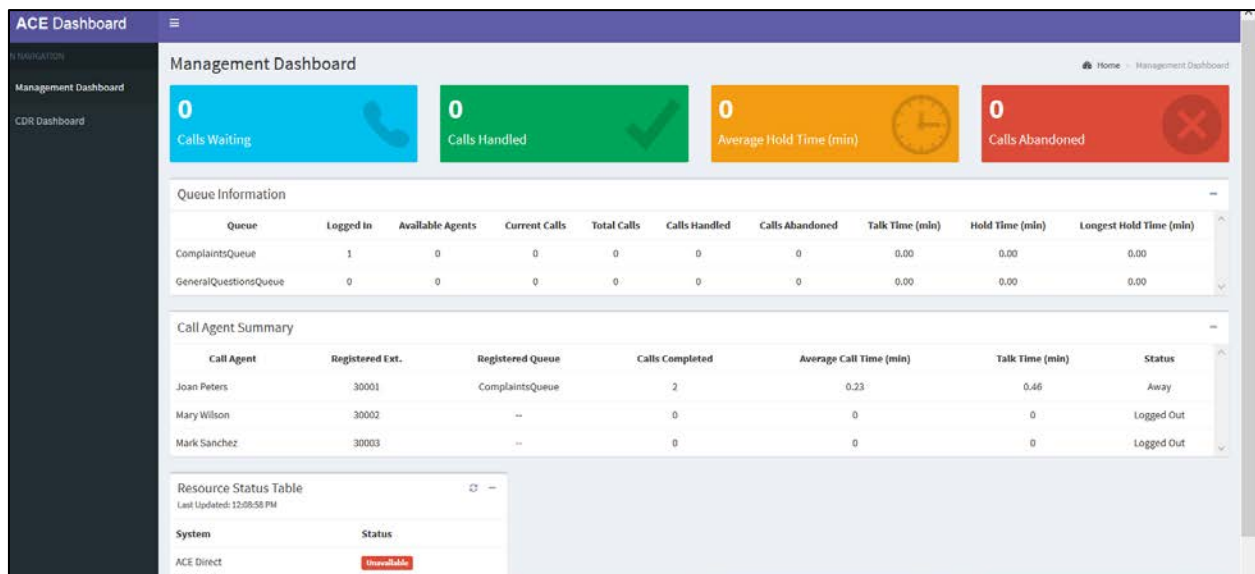 ACE Dashboard
N NAVIGATION
Management Dashboard
CDR Dashboard
Management Dashboard
Home Management Dashboard
0
Calls Waiting
0
Calls Handled
0
Average Hold Time (min)
0
Calls Abandoned
Queue Information
Queue Logged In Available Agents Current Calls Total Calls Calls Handled Calls Abandoned Talk Time (min) Hold Time (min) Longest Hold Time (min)
ComplaintsQueue 1 0 0 0 0 0 0.00 0.00 0.00
GeneralQuestionsQueue 0 0 0 0 0 0 0.00 0.00 0.00
Call Agent Summary
Call Agent Registered Ext. Registered Queue Calls Completed Average Call Time (min) Talk Time (min) Status
Joan Peters 30001 ComplaintsQueue 2 0.23 0.46 Away
Mary Wilson 30002 -- 0 0 0 Logged Out
Mark Sanchez 30003 -- 0 0 0 Logged Out
Resource Status Table
Last Updated: 12:08:58 PM
System Status
ACE Direct Unavailable